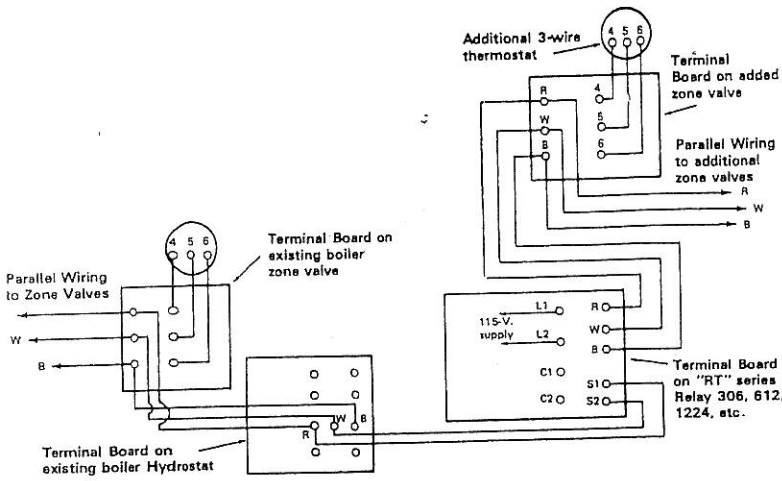 Additional 3-wire
thermostat
4 5 6
Terminal
Board on added
zone valve
R
W
B
4
5
6
Parallel Wiring
to additional
zone valves
R
W
B
4 5 6
Terminal Board on
existing boiler
zone valve
Parallel Wiring
to Zone Valves
W
B
L1
115-V.
supply
L2
C1
C2
R
W
B
S1
S2
Terminal Board
on "RT" series
Relay 306, 612,
1224, etc.
R W B
Terminal Board on
existing boiler Hydrostat